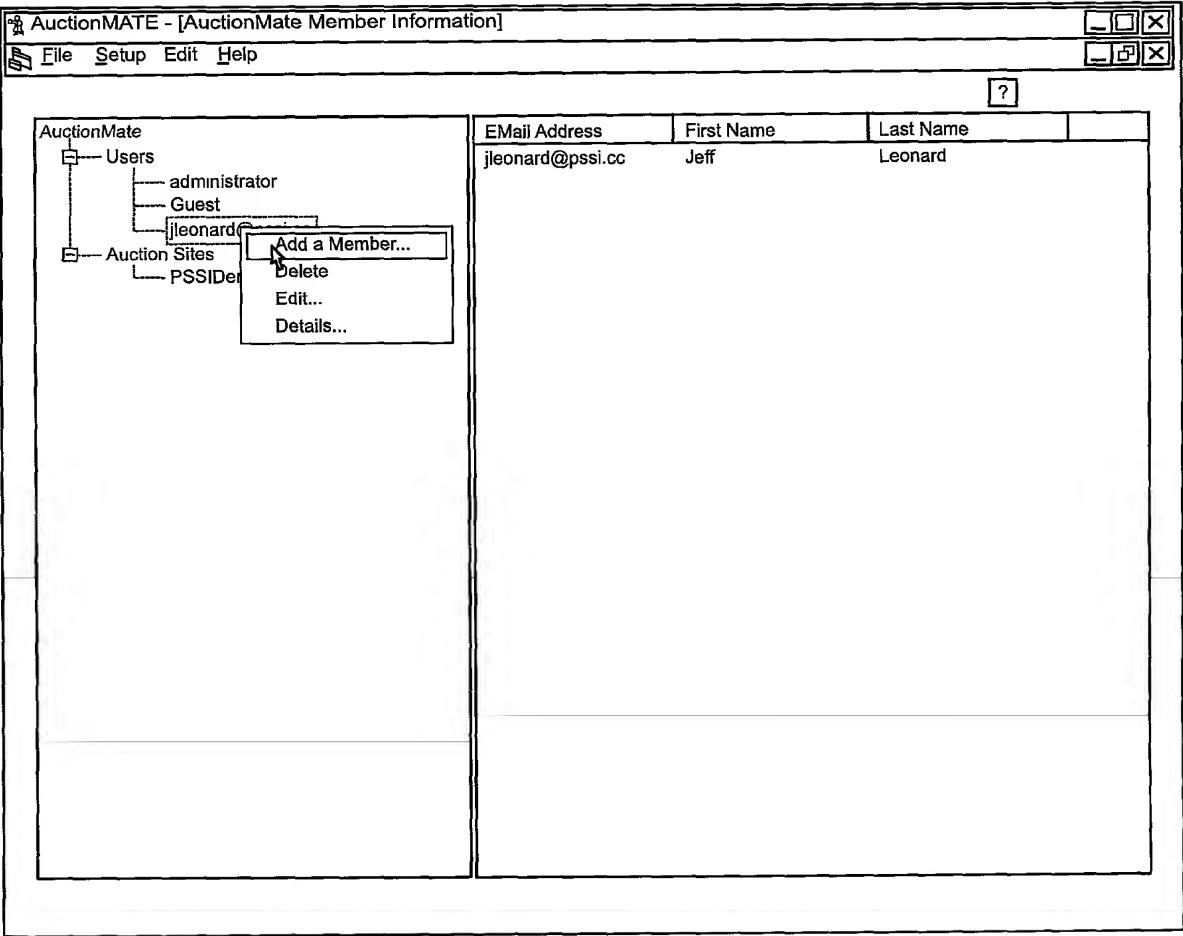 AuctionMATE - [AuctionMate Member Information]
File Setup Edit Help
?
AuctionMate
Users
administrator
Guest
Auction Sites
Add a Member...
Delete
Edit...
Details...
EMail Address First Name Last Name
jleonard@pssi.cc Jeff Leonard